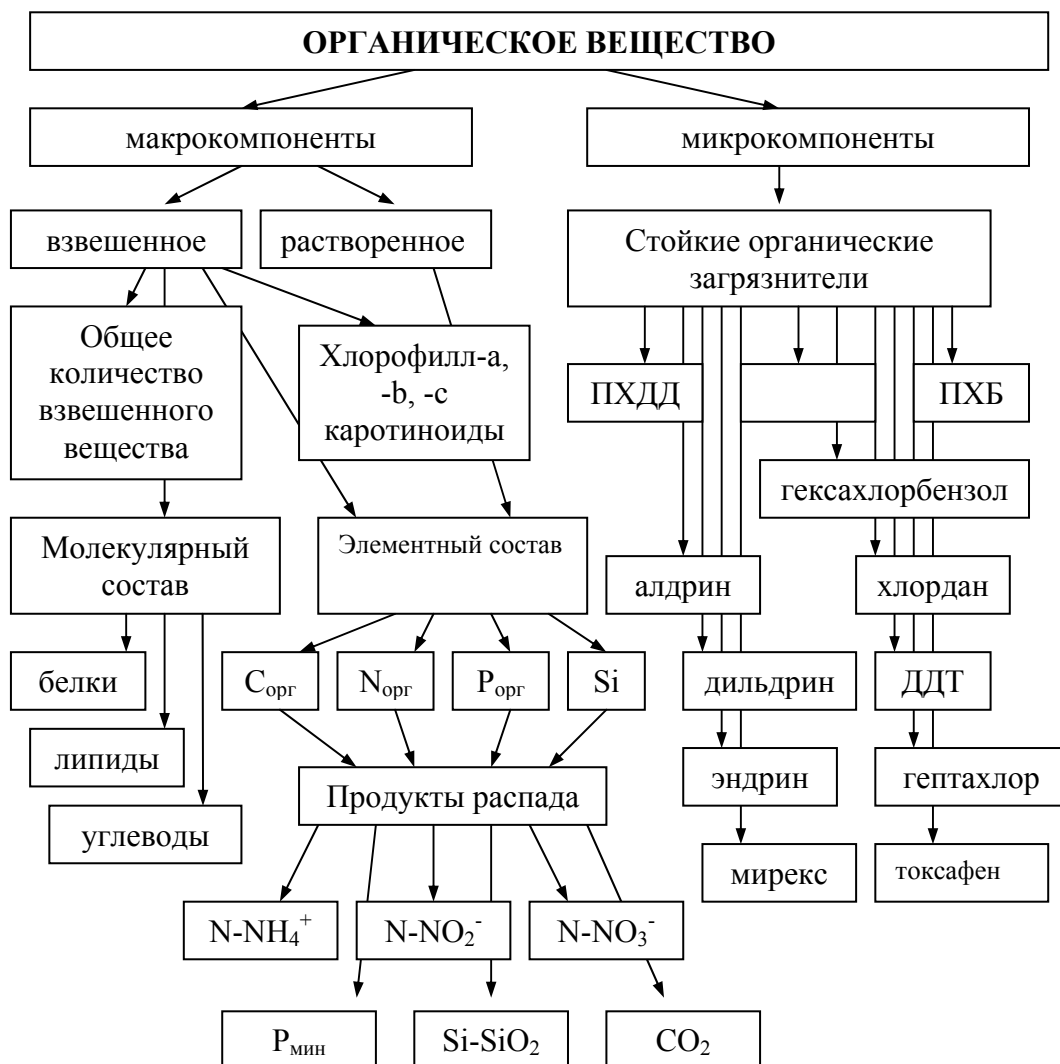 ОРГАНИЧЕСКОЕ ВЕЩЕСТВО
макрокомпоненты
микрокомпоненты
взвешенное
растворенное
Стойкие органические
загрязнители
Общее
количество
взвешенного
вещества
Хлорофилл-a,
-b, -c
каротиноиды
ПХДД
ПХБ
гексахлорбензол
Молекулярный
состав
Элементный состав
алдрин
хлордан
белки
Cорг
Nорг
Pорг
Si
дильдрин
ДДТ
липиды
Продукты распада
эндрин
гептахлор
углеводы
мирекс
токсафен
N-NH₄⁺
N-NO₂⁻
N-NO₃⁻
Pмин
Si-SiO₂
CO₂